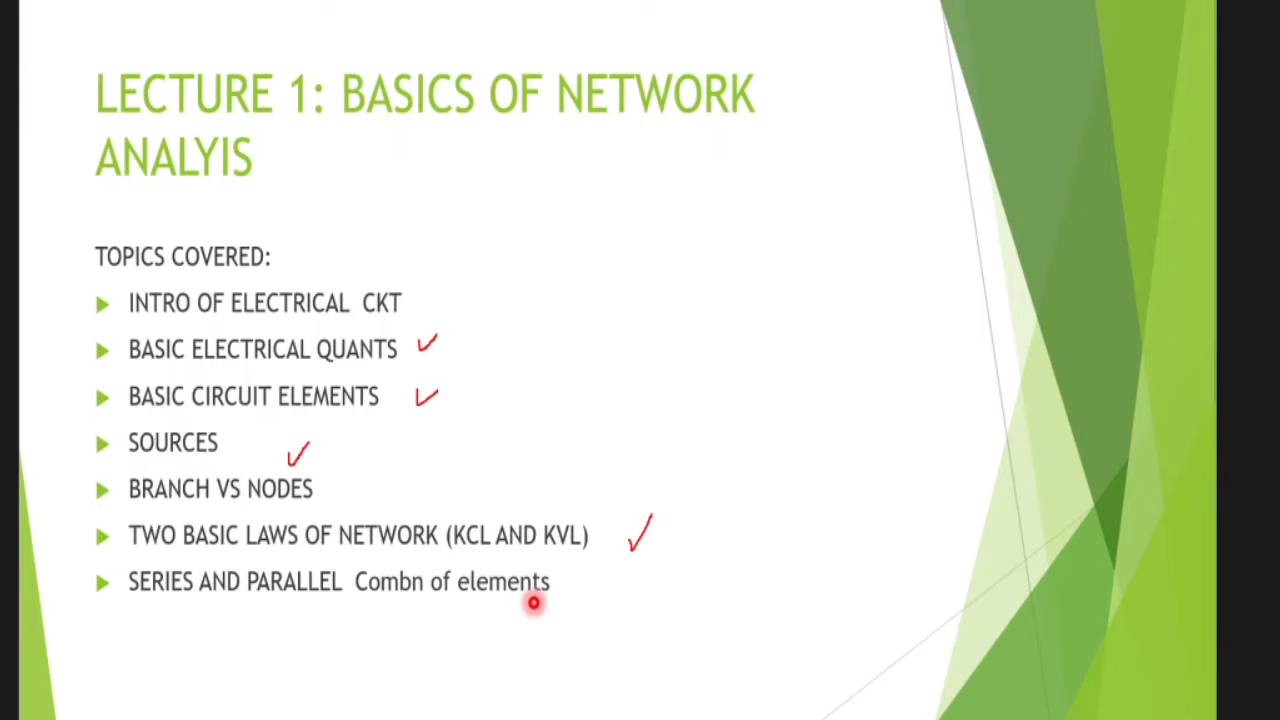 LECTURE 1: BASICS OF NETWORK
ANALYIS
TOPICS COVERED:
INTRO OF ELECTRICAL CKT
BASIC ELECTRICAL QUANTS
BASIC CIRCUIT ELEMENTS
SOURCES
BRANCH VS NODES
TWO BASIC LAWS OF NETWORK (KCL AND KVL)
SERIES AND PARALLEL Combn of elements